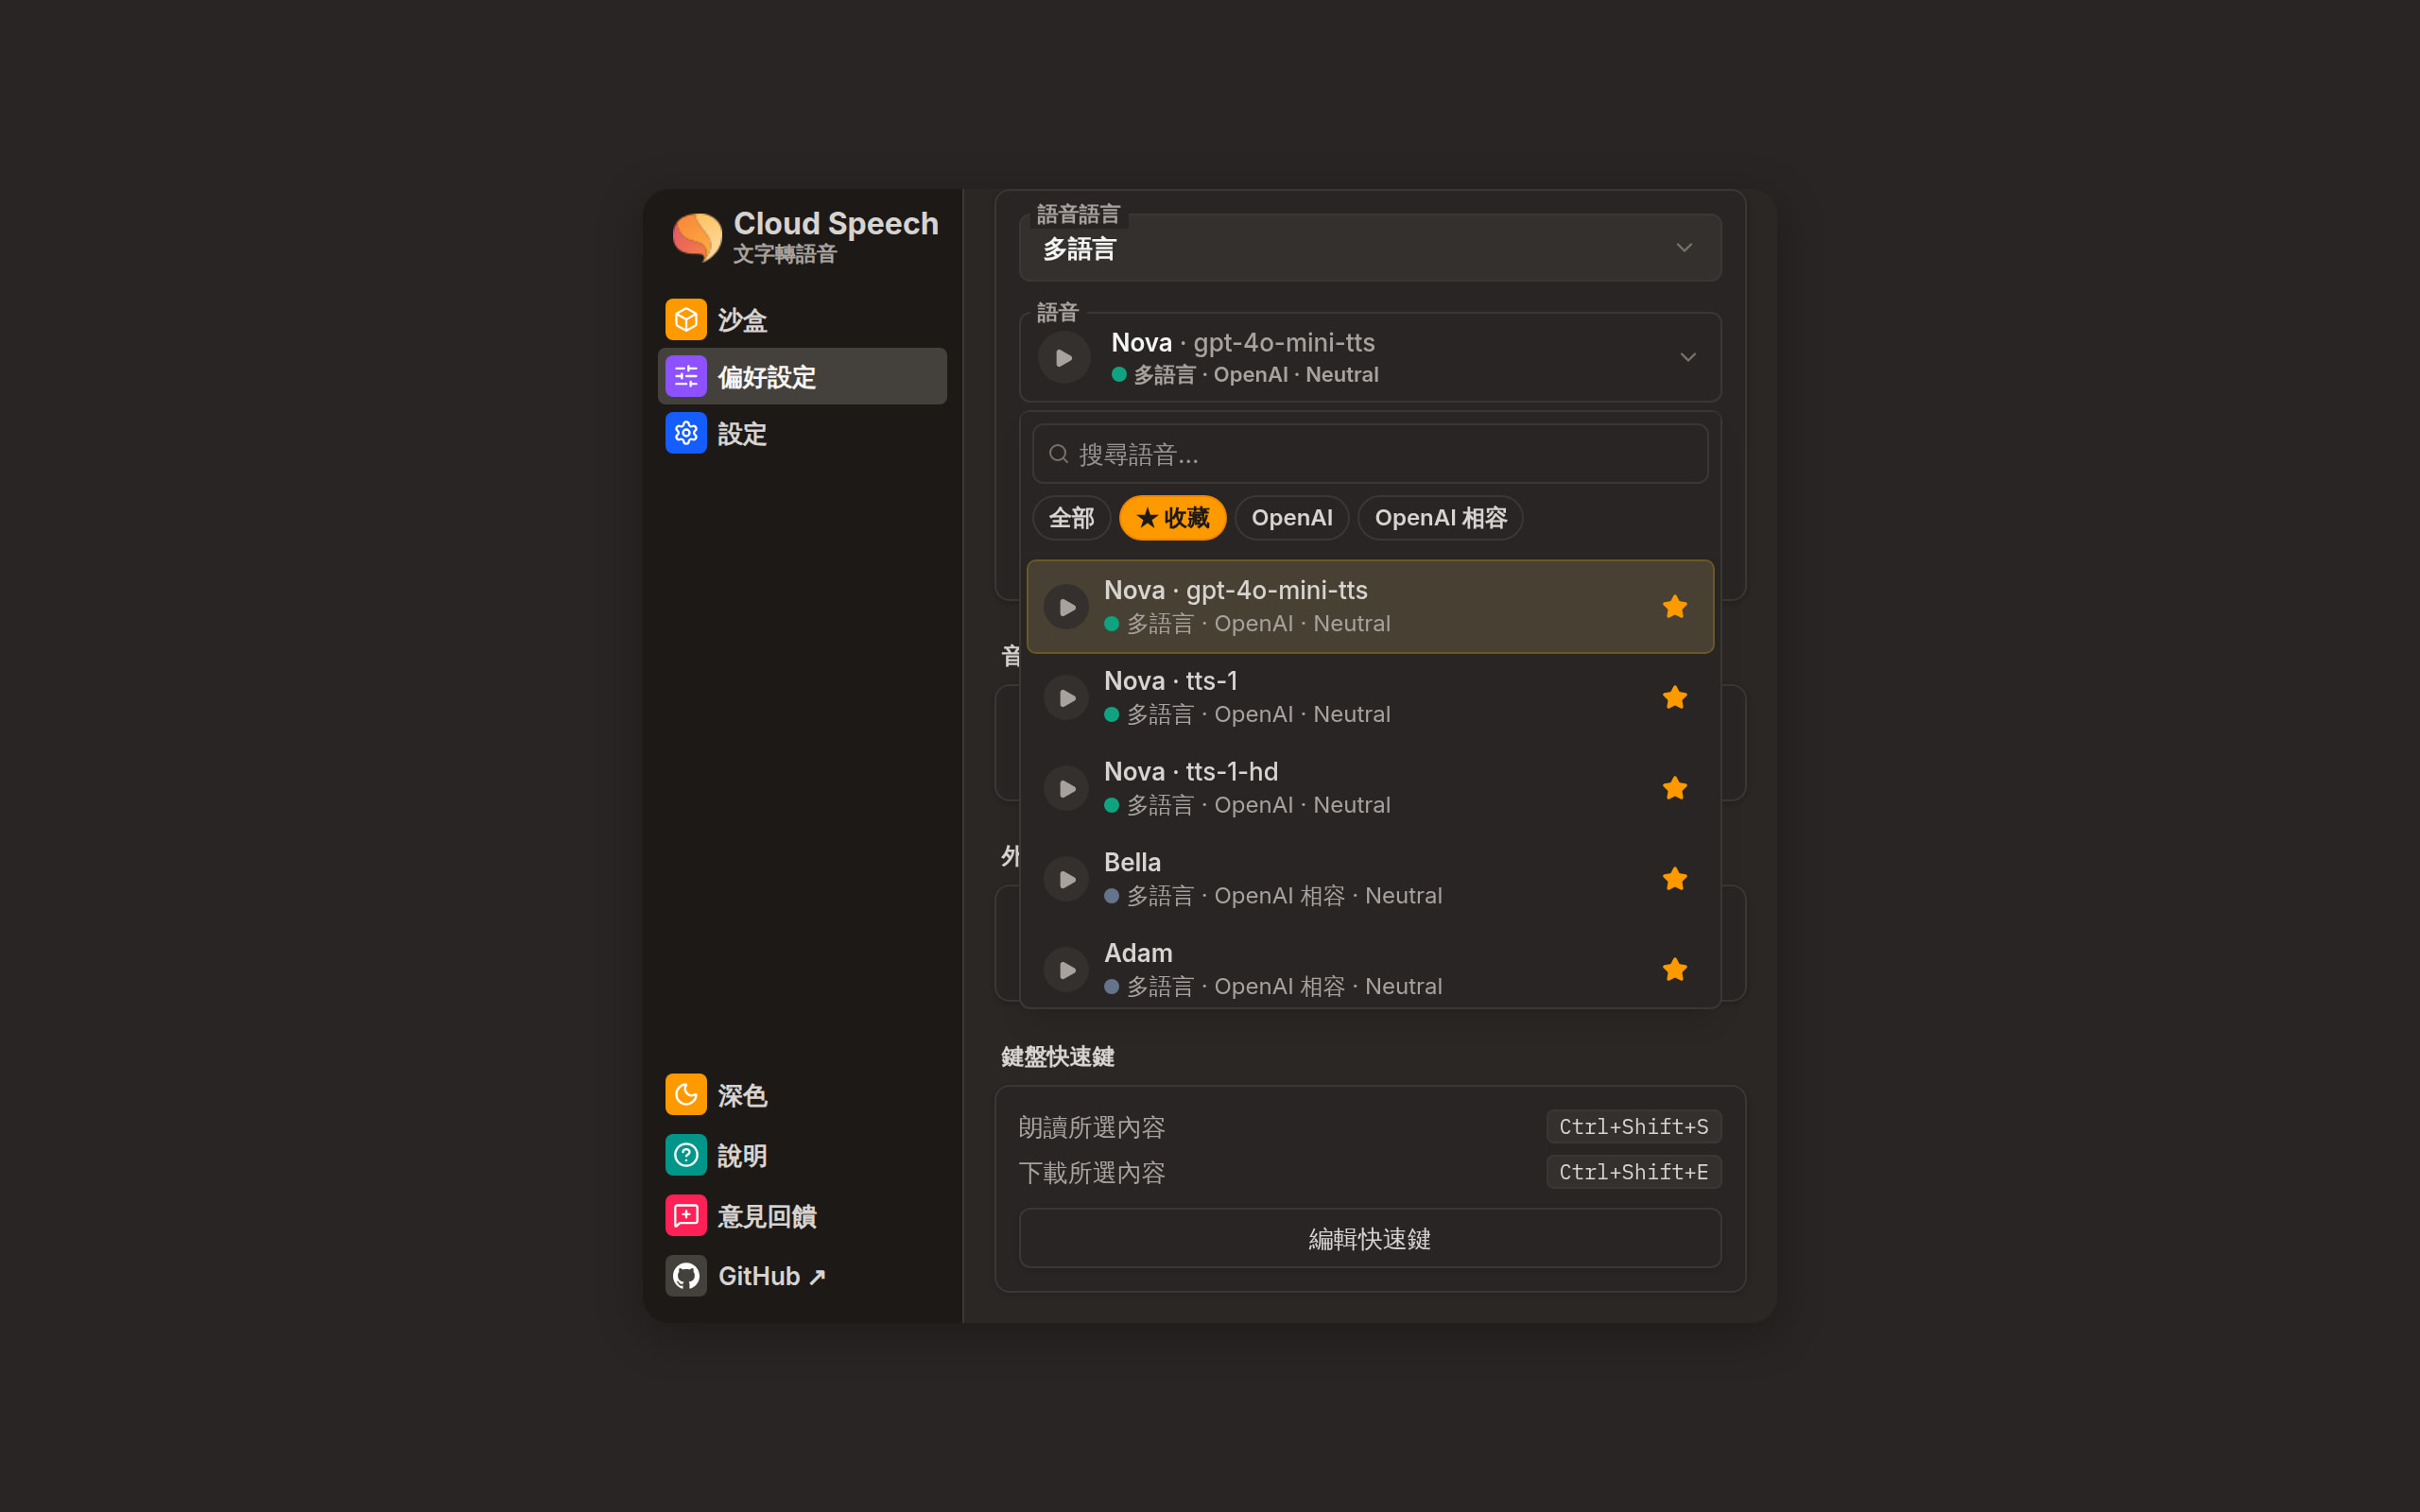 Cloud Speech
文字轉語音
沙盒
偏好設定
設定
深色
說明
意見回饋
GitHub ↗
語音語言
多語言
語音
Nova · gpt-4o-mini-tts
多語言 · OpenAI · Neutral
搜尋語音...
全部
★ 收藏
OpenAI
OpenAI 相容
Nova · gpt-4o-mini-tts
多語言 · OpenAI · Neutral
Nova · tts-1
多語言 · OpenAI · Neutral
Nova · tts-1-hd
多語言 · OpenAI · Neutral
Bella
多語言 · OpenAI 相容 · Neutral
Adam
多語言 · OpenAI 相容 · Neutral
音
外
鍵盤快速鍵
朗讀所選內容
Ctrl+Shift+S
下載所選內容
Ctrl+Shift+E
編輯快速鍵